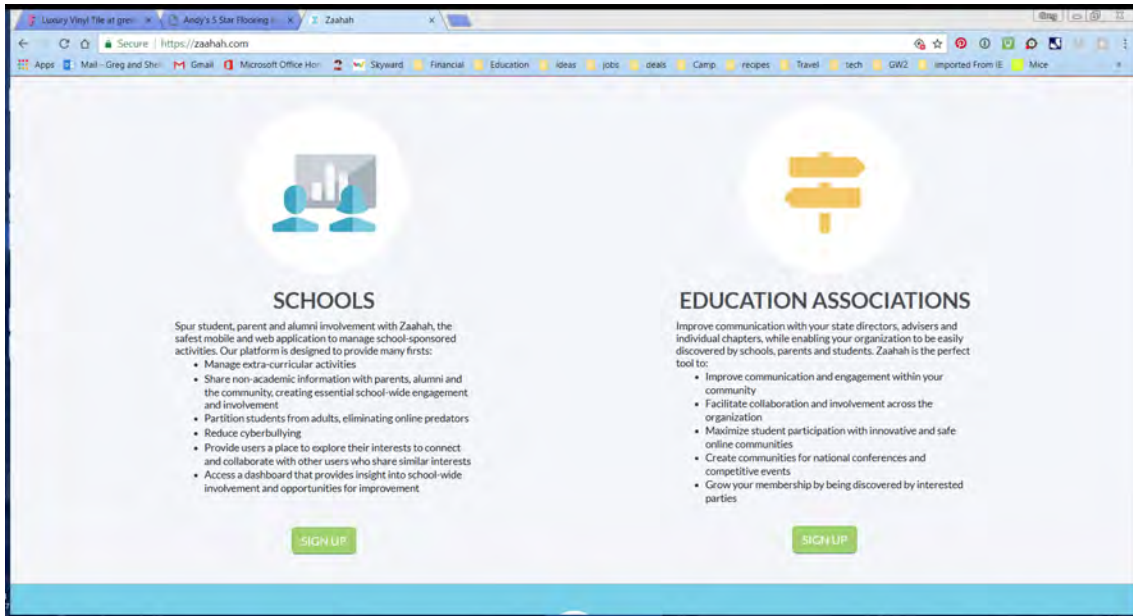 Luxury Vinyl Tile at gre
Andy's 5 Star Flooring
Zaahah
Secure
https://zaahah.com
Apps
Mail - Greg and She
Gmail
Microsoft Office Hor
Skyward
Financial
Education
ideas
jobs
deals
Camp
recipes
Travel
tech
GW2
Imported From IE
Mice
SCHOOLS
Spur student, parent and alumni involvement with Zaahah, the
safest mobile and web application to manage school-sponsored
activities. Our platform is designed to provide many firsts:
• Manage extra-curricular activities
• Share non-academic information with parents, alumni and
the community, creating essential school-wide engagement
and involvement
• Partition students from adults, eliminating online predators
• Reduce cyberbullying
• Provide users a place to explore their interests to connect
and collaborate with other users who share similar interests
• Access a dashboard that provides insight into school-wide
involvement and opportunities for improvement
SIGN UP
EDUCATION ASSOCIATIONS
Improve communication with your state directors, advisers and
individual chapters, while enabling your organization to be easily
discovered by schools, parents and students. Zaahah is the perfect
tool to:
• Improve communication and engagement within your
community
• Facilitate collaboration and involvement across the
organization
• Maximize student participation with innovative and safe
online communities
• Create communities for national conferences and
competitive events
• Grow your membership by being discovered by interested
parties
SIGN UP